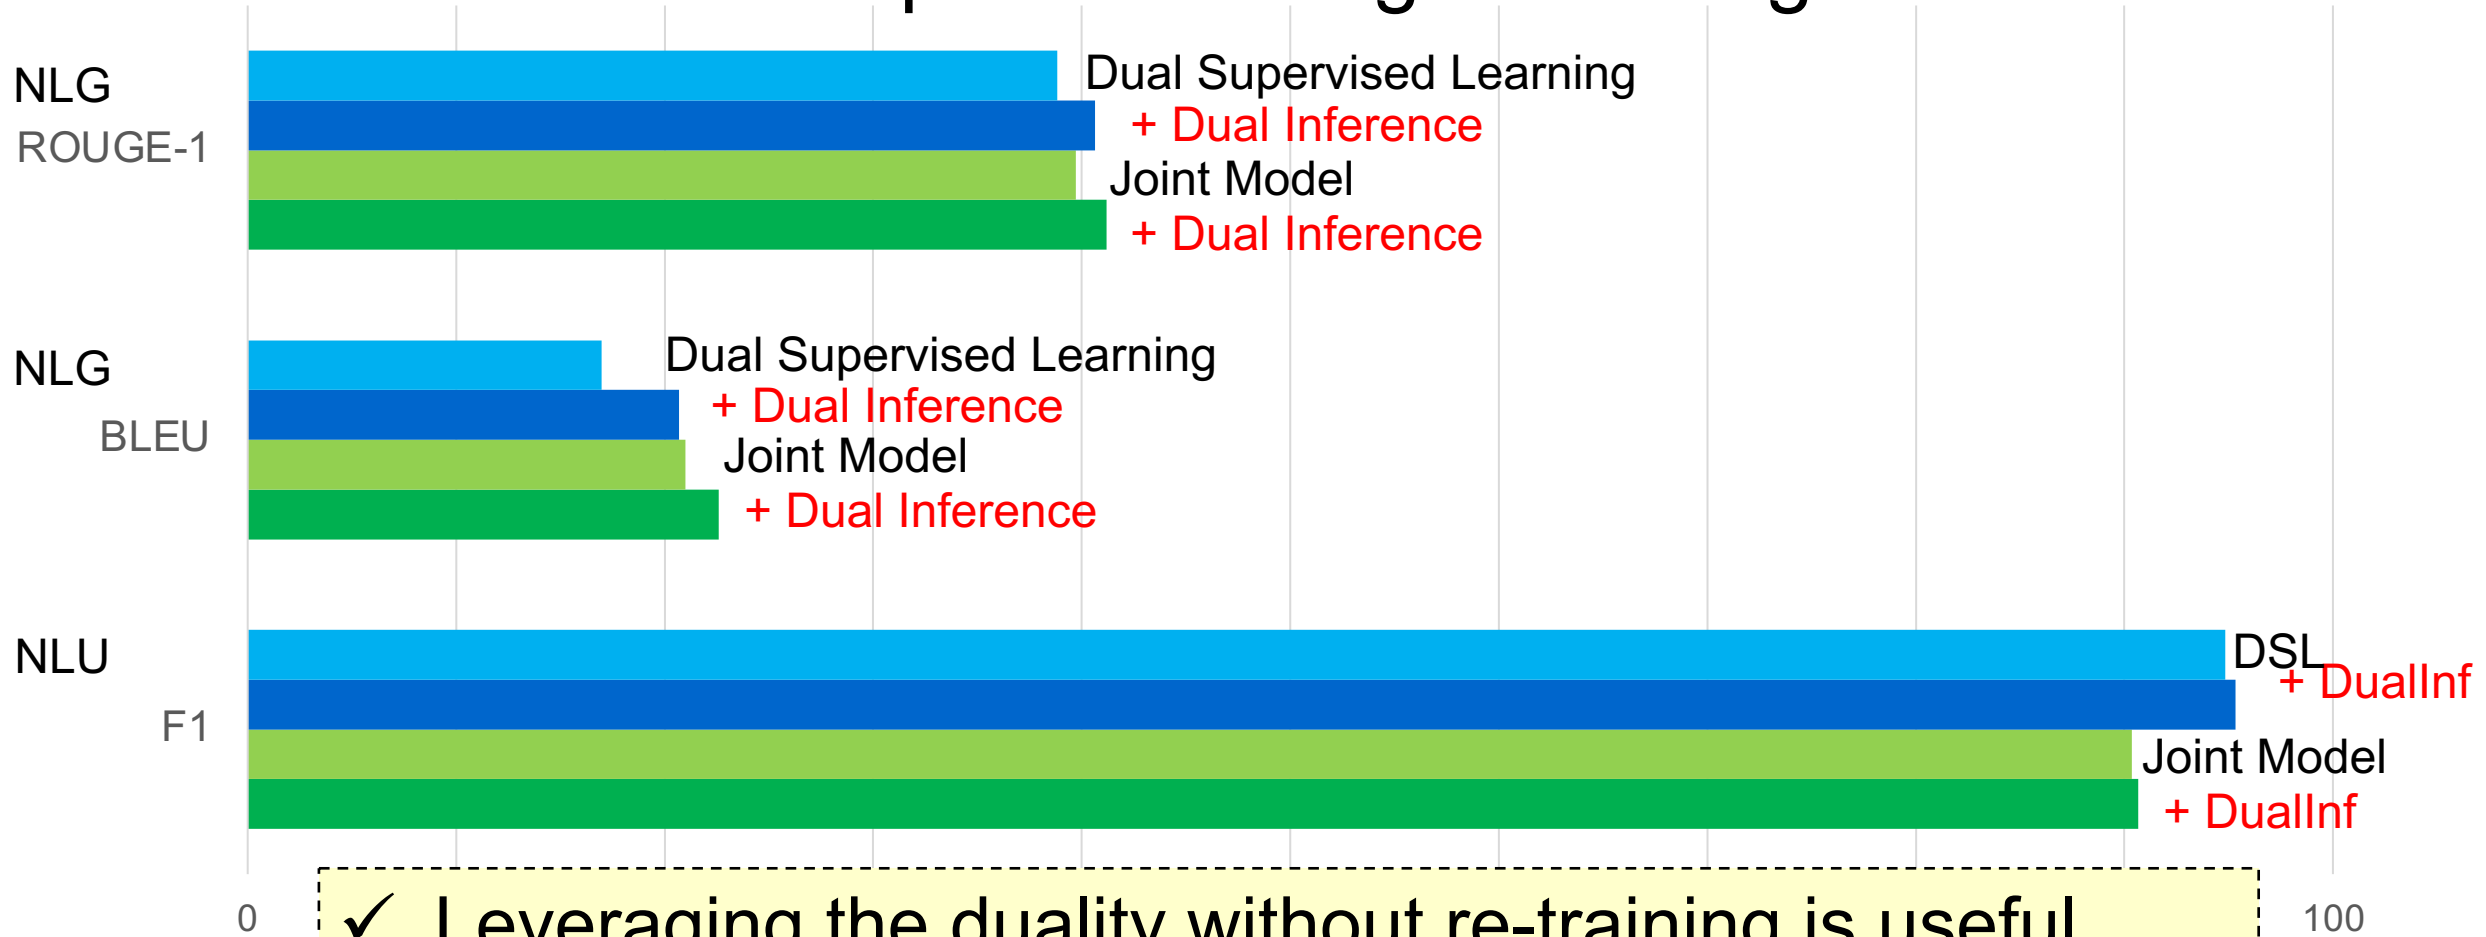 NLG
ROUGE-1
Dual Supervised Learning
+ Dual Inference
Joint Model
+ Dual Inference
NLG
BLEU
Dual Supervised Learning
+ Dual Inference
Joint Model
+ Dual Inference
NLU
F1
DSL
+ DualInf
Joint Model
+ DualInf
0
100
✓ Leveraging the duality without re-training is useful